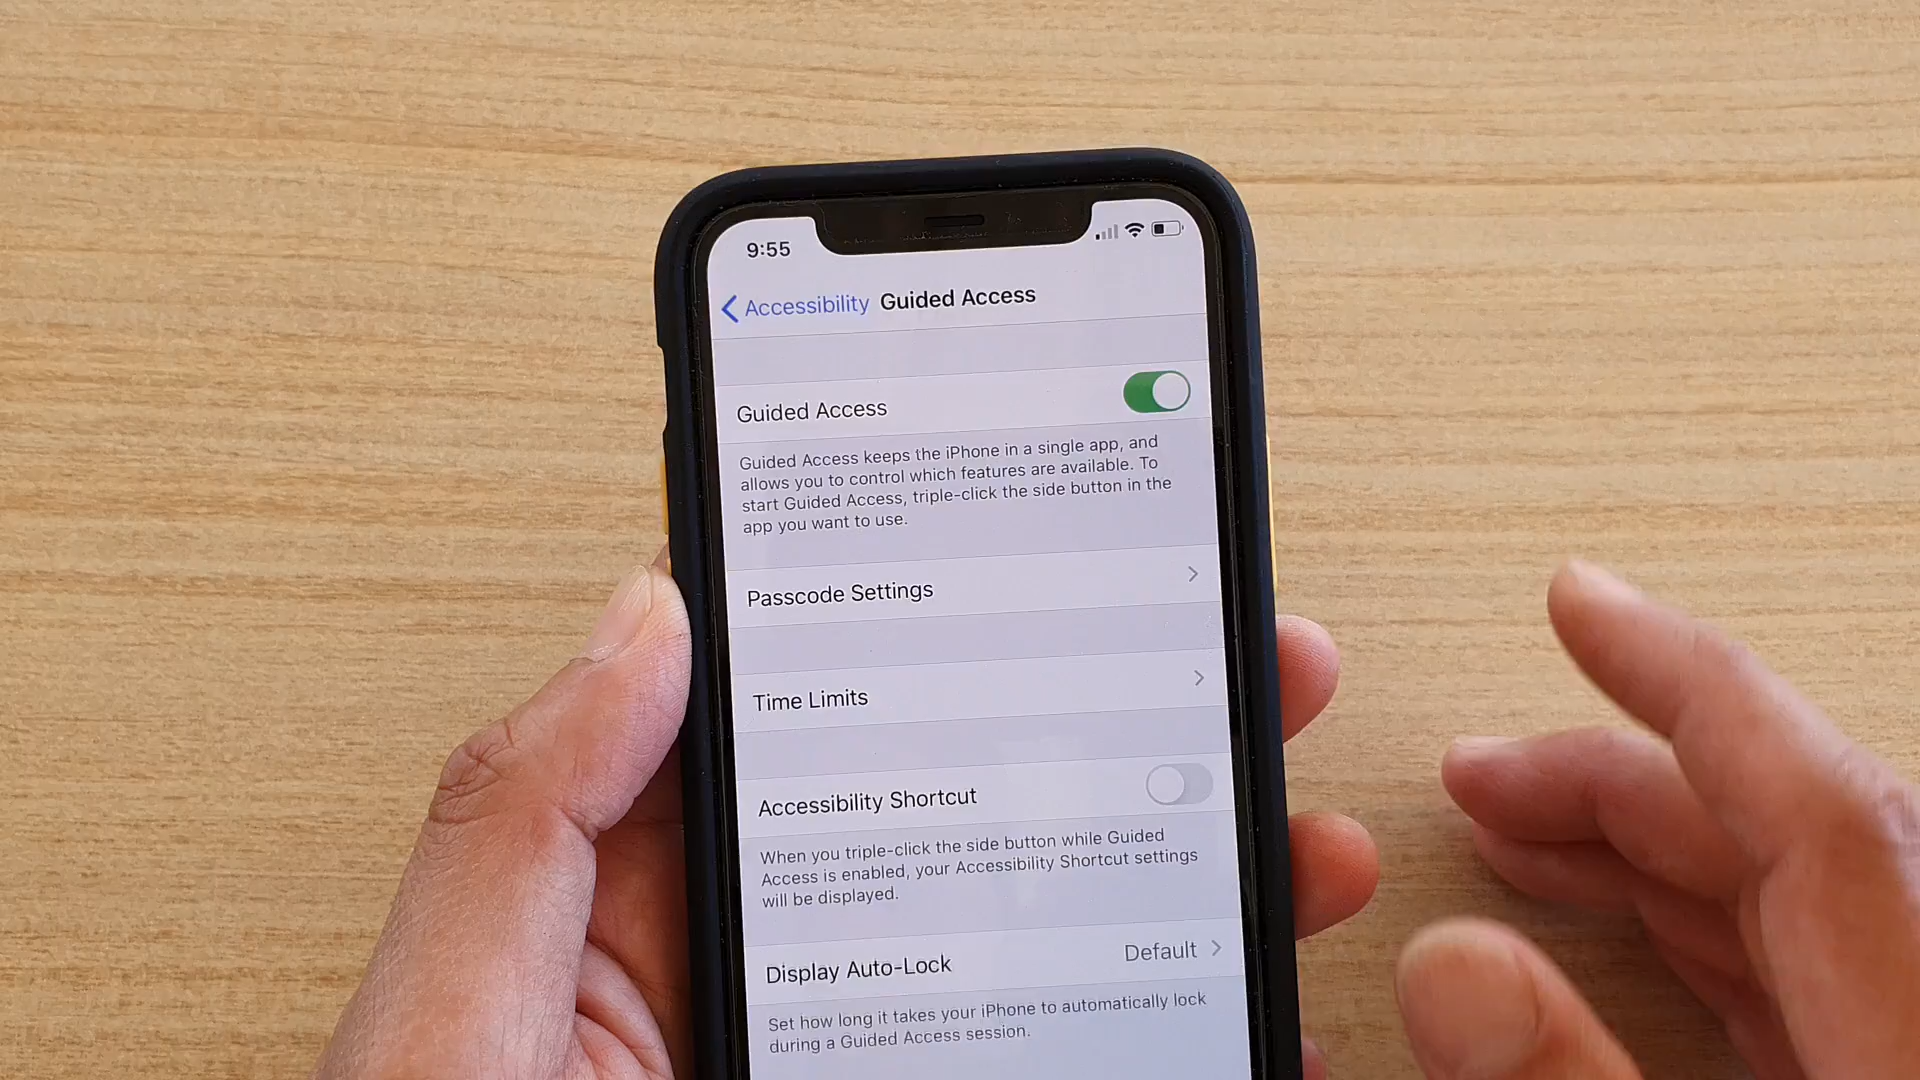 9:55
Accessibility Guided Access
Guided Access
Guided Access keeps the iPhone in a single app, and
allows you to control which features are available. To
start Guided Access, triple-click the side button in the
app you want to use.
Passcode Settings
Time Limits
Accessibility Shortcut
When you triple-click the side button while Guided
Access is enabled, your Accessibility Shortcut settings
will be displayed.
Display Auto-Lock Default
Set how long it takes your iPhone to automatically lock
during a Guided Access session.